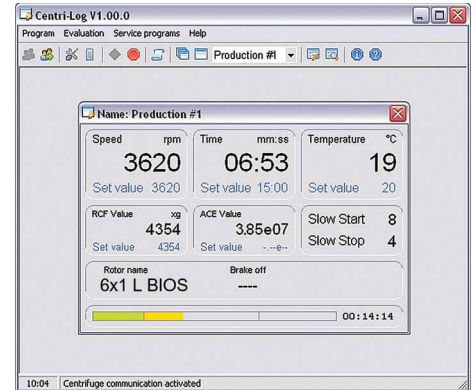 Centri-Log V1.00.0
Program Evaluation Service programs Help
Production #1
Name: Production #1
Speed rpm
3620
Set value 3620
Time mm:ss
06:53
Set value 15:00
Temperature °C
19
Set value 20
RCF Value xg
4354
Set value 4354
ACE Value
3.85e07
Set value -.--e--
Slow Start 8
Slow Stop 4
Rotor name
6x1 L BIOS
Brake off
----
00:14:14
10:04 Centrifuge communication activated